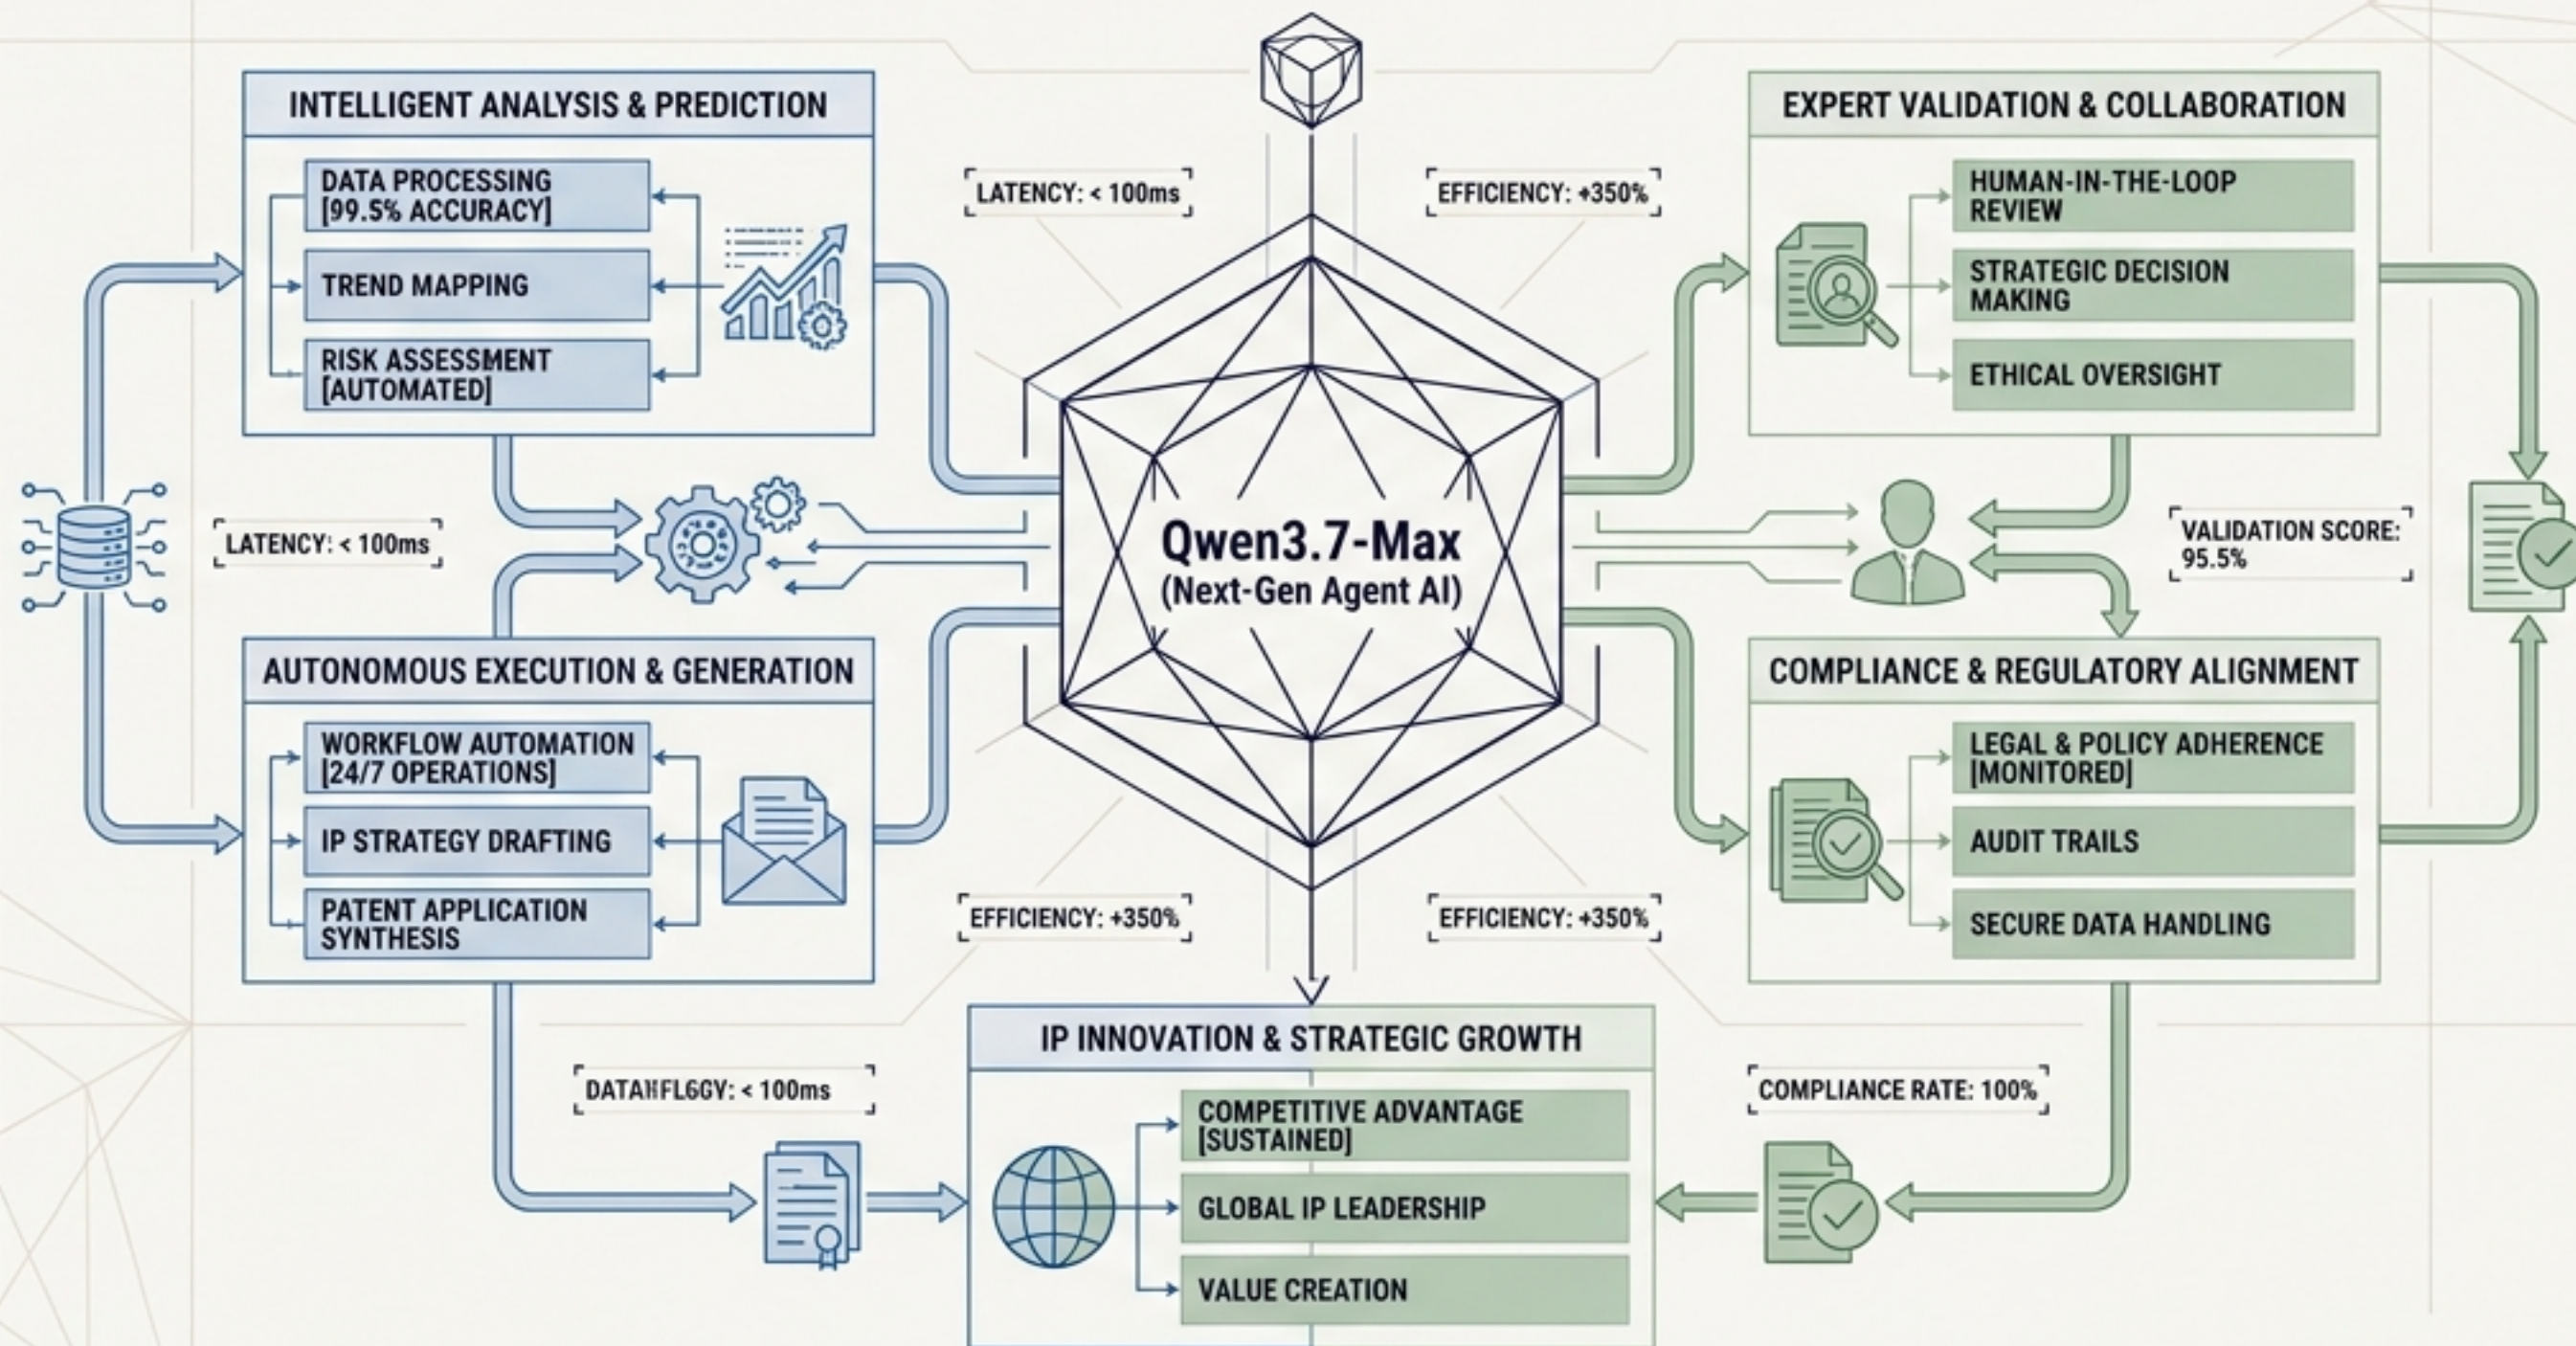 INTELLIGENT ANALYSIS & PREDICTION
DATA PROCESSING
[99.5% ACCURACY]
TREND MAPPING
RISK ASSESSMENT
[AUTOMATED]
LATENCY: < 100ms
EFFICIENCY: +350%
EXPERT VALIDATION & COLLABORATION
HUMAN-IN-THE-LOOP
REVIEW
STRATEGIC DECISION
MAKING
ETHICAL OVERSIGHT
LATENCY: < 100ms
Qwen3.7-Max
(Next-Gen Agent AI)
VALIDATION SCORE:
95.5%
AUTONOMOUS EXECUTION & GENERATION
WORKFLOW AUTOMATION
[24/7 OPERATIONS]
IP STRATEGY DRAFTING
PATENT APPLICATION
SYNTHESIS
COMPLIANCE & REGULATORY ALIGNMENT
LEGAL & POLICY ADHERENCE
[MONITORED]
AUDIT TRAILS
SECURE DATA HANDLING
EFFICIENCY: +350%
EFFICIENCY: +350%
< 100ms
IP INNOVATION & STRATEGIC GROWTH
COMPETITIVE ADVANTAGE
[SUSTAINED]
GLOBAL IP LEADERSHIP
VALUE CREATION
COMPLIANCE RATE: 100%